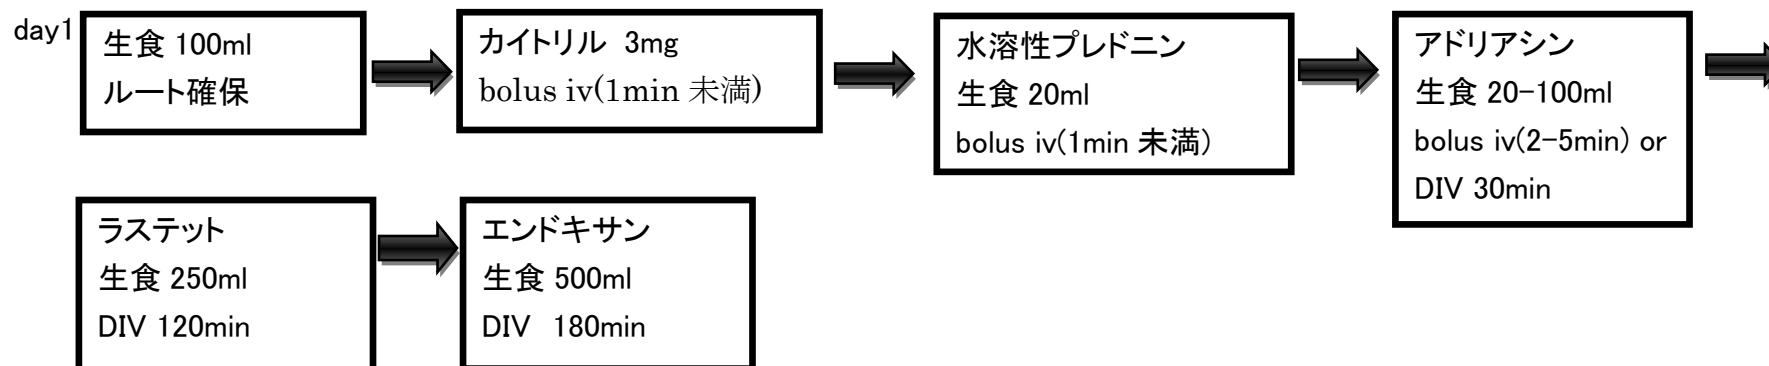 day1
生食 100ml
ルート確保
カイトリル 3mg
bolus iv(1min 未満)
水溶性プレドニン
生食 20ml
bolus iv(1min 未満)
アドリアシン
生食 20-100ml
bolus iv(2-5min) or
DIV 30min
ラステット
生食 250ml
DIV 120min
エンドキサン
生食 500ml
DIV 180min